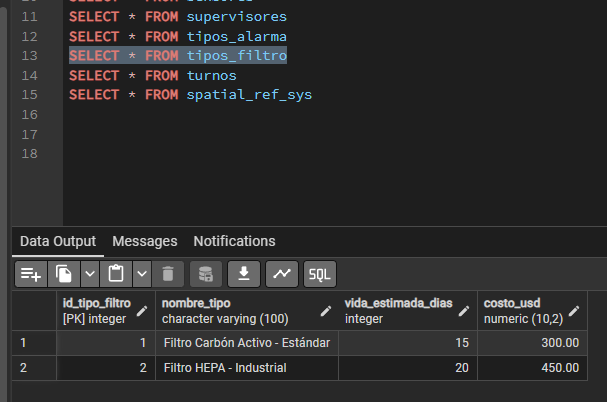 SELECT * FROM sensores
11 SELECT * FROM supervisores
12 SELECT * FROM tipos_alarma
13 SELECT * FROM tipos_filtro
14 SELECT * FROM turnos
15 SELECT * FROM spatial_ref_sys
16
17
18
Data Output Messages Notifications
SQL
id_tipo_filtro nombre_tipo vida_estimada_dias costo_usd
[PK] integer character varying (100) integer numeric (10,2)
1 1 Filtro Carbón Activo - Estándar 15 300.00
2 2 Filtro HEPA - Industrial 20 450.00